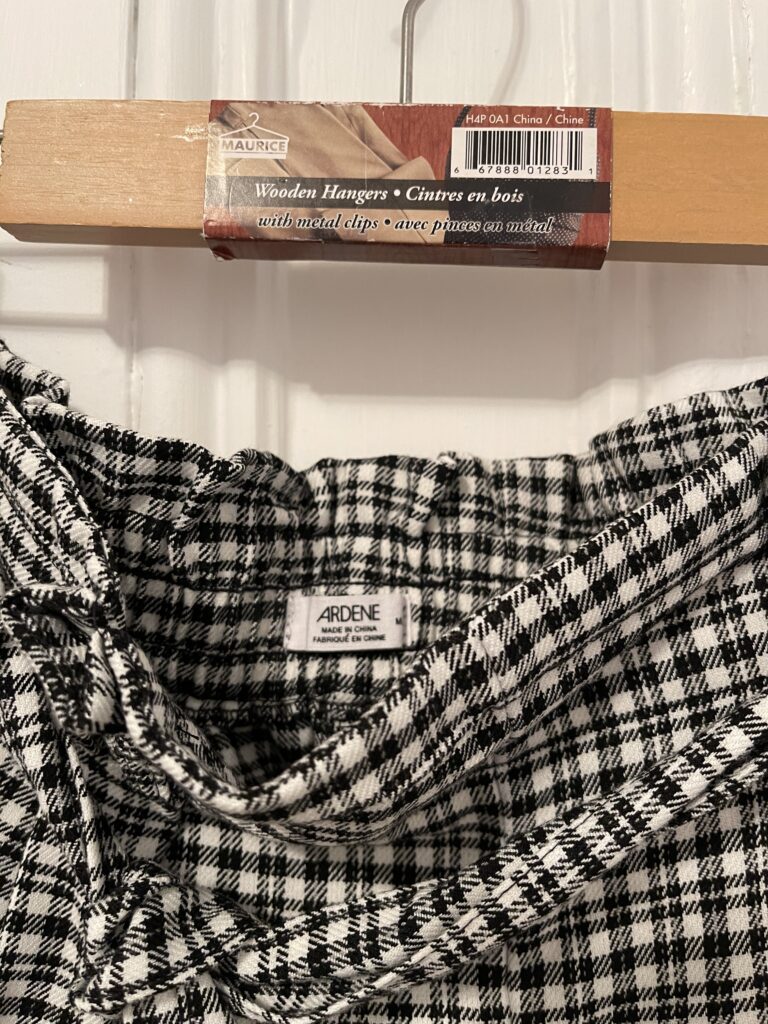 H4P 0A1 China / Chine
MAURICE
6 67888 01283 1
Wooden Hangers • Cintres en bois
with metal clips • avec pinces en métal
ARDENE
M
MADE IN CHINA
FABRIQUÉ EN CHINE